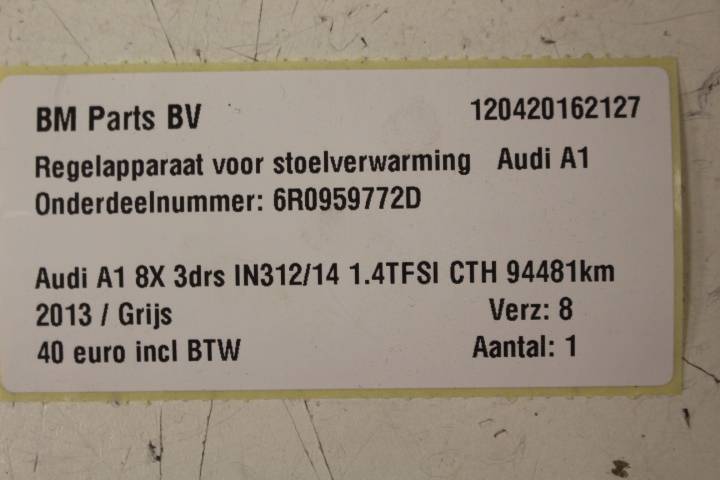 BM Parts BV 120420162127
Regelapparaat voor stoelverwarming Audi A1
Onderdeelnummer: 6R0959772D
Audi A1 8X 3drs IN312/14 1.4TFSI CTH 94481km
2013 / Grijs Verz: 8
40 euro incl BTW Aantal: 1